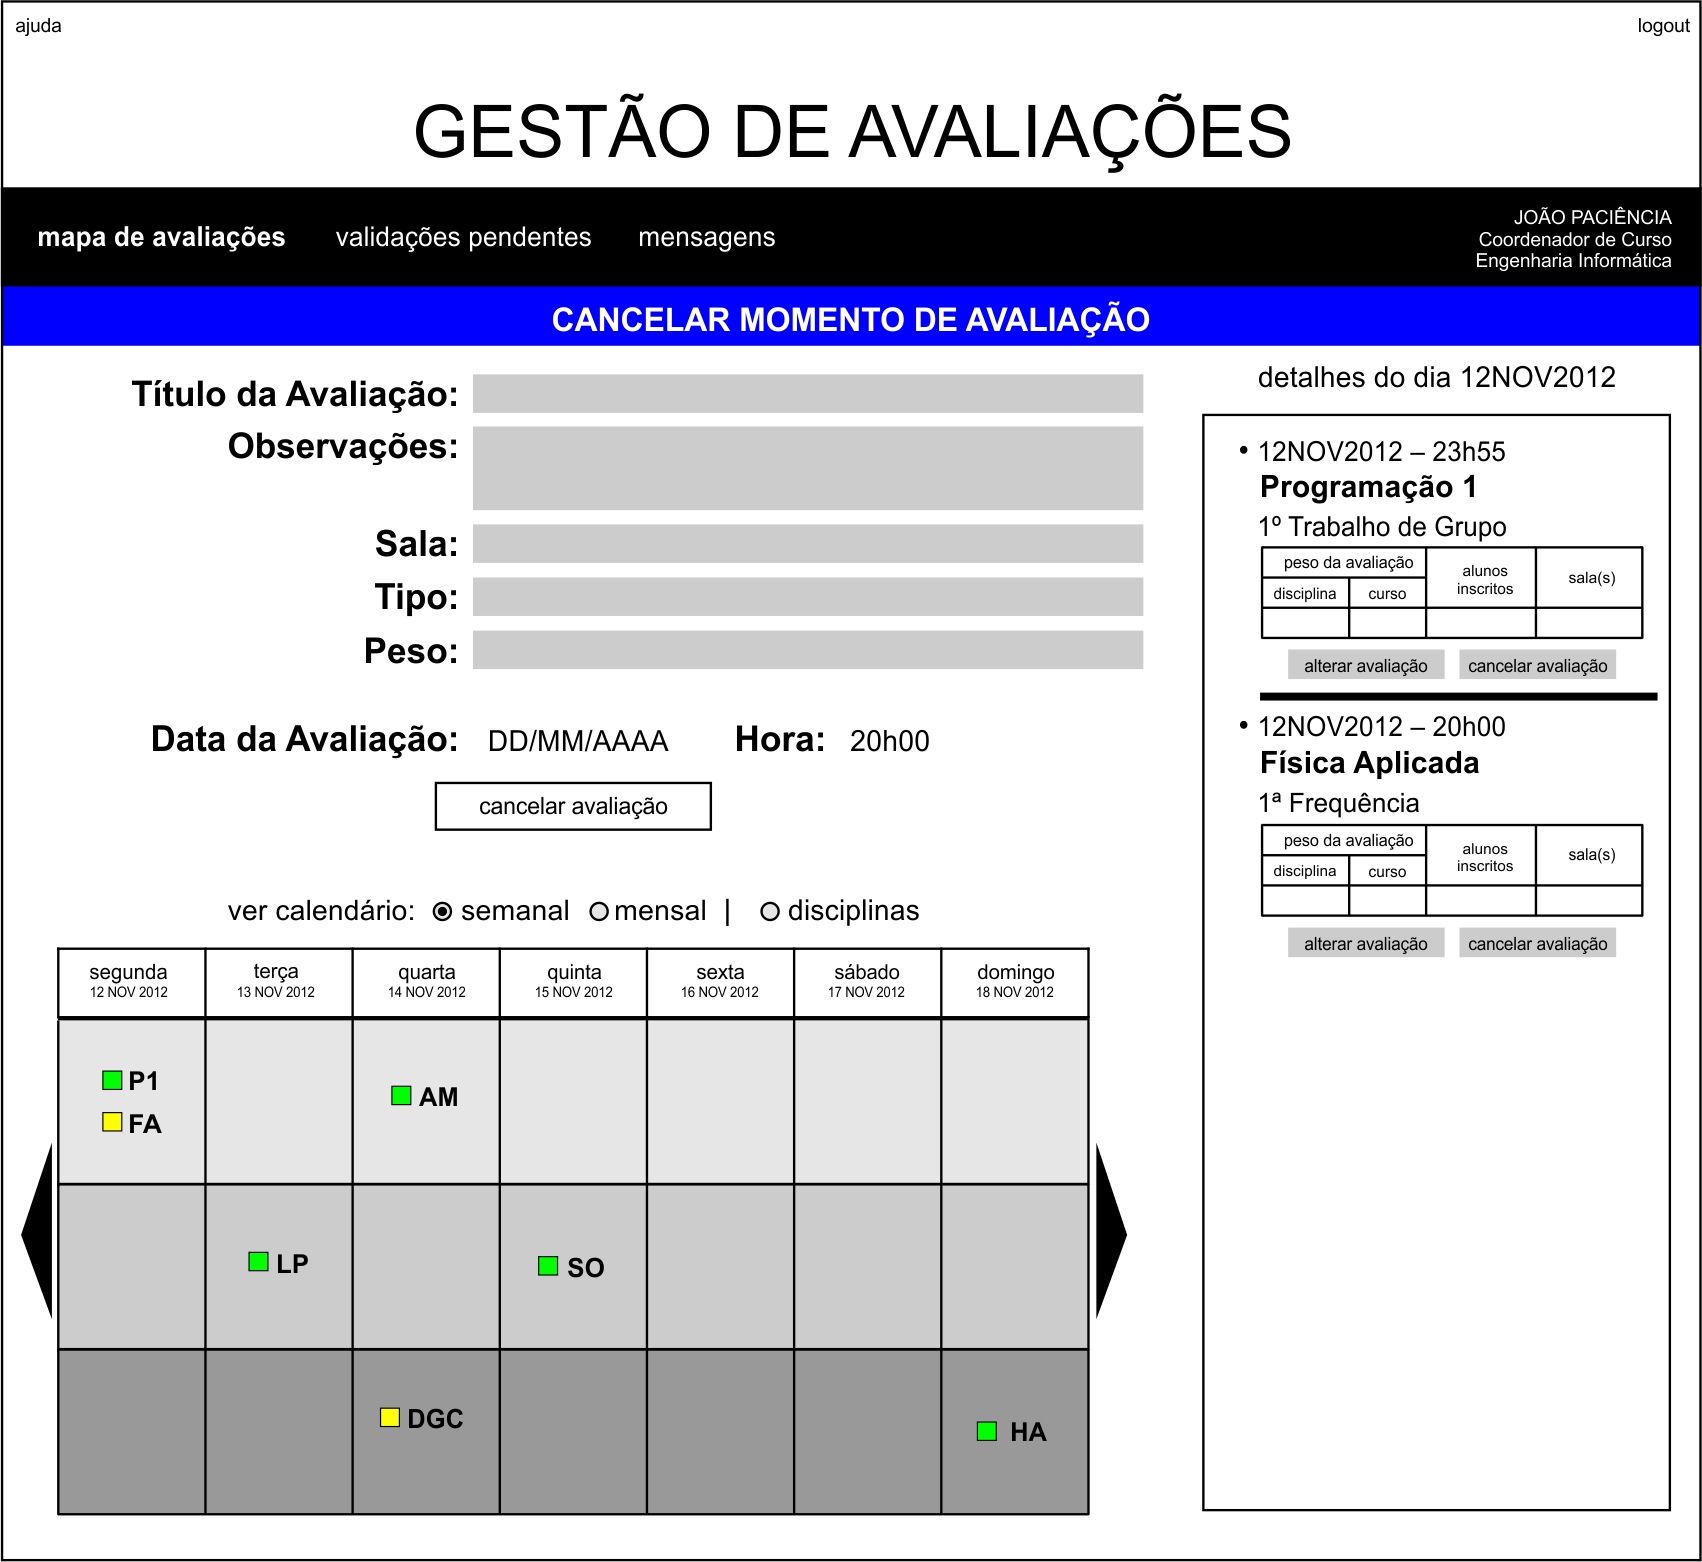 ajuda
logout
GESTÃO DE AVALIAÇÕES
mapa de avaliações validações pendentes mensagens
JOÃO PACIÊNCIA
Coordenador de Curso
Engenharia Informática
CANCELAR MOMENTO DE AVALIAÇÃO
Título da Avaliação:
Observações:
Sala:
Tipo:
Peso:
Data da Avaliação: DD/MM/AAAA Hora: 20h00
cancelar avaliação
ver calendário: semanal mensal | disciplinas
segunda terça quarta quinta sexta sábado domingo
12 NOV 2012 13 NOV 2012 14 NOV 2012 15 NOV 2012 16 NOV 2012 17 NOV 2012 18 NOV 2012
P1 AM
FA
LP SO
DGC HA
detalhes do dia 12NOV2012
• 12NOV2012 – 23h55
Programação 1
1º Trabalho de Grupo
peso da avaliação
disciplina curso
alunos
inscritos
sala(s)
alterar avaliação cancelar avaliação
• 12NOV2012 – 20h00
Física Aplicada
1ª Frequência
peso da avaliação
disciplina curso
alunos
inscritos
sala(s)
alterar avaliação cancelar avaliação